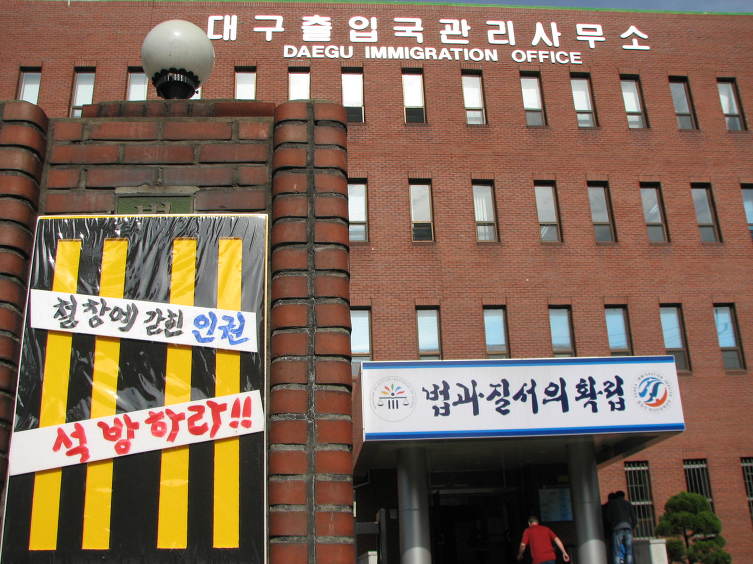 대구출입국관리사무소
DAEGU IMMIGRATION OFFICE
철창에 갇힌 인권
석방하라!!
법과·질서의 확립